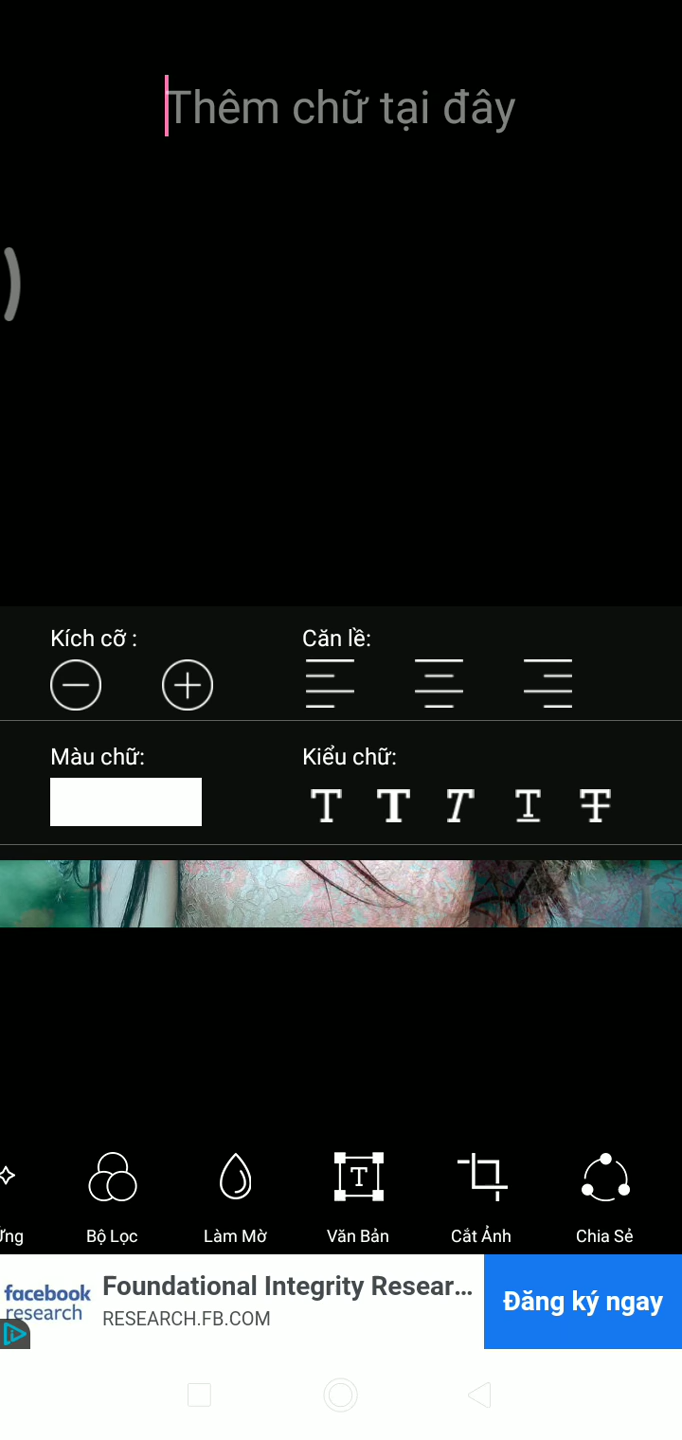 Thêm chữ tại đây
Kích cỡ :
Căn lề:
Màu chữ:
Kiểu chữ:
T T T T T
T
Ứng
Bộ Lọc
Làm Mờ
Văn Bản
Cắt Ảnh
Chia Sẻ
facebook
research
Foundational Integrity Resear...
RESEARCH.FB.COM
Đăng ký ngay